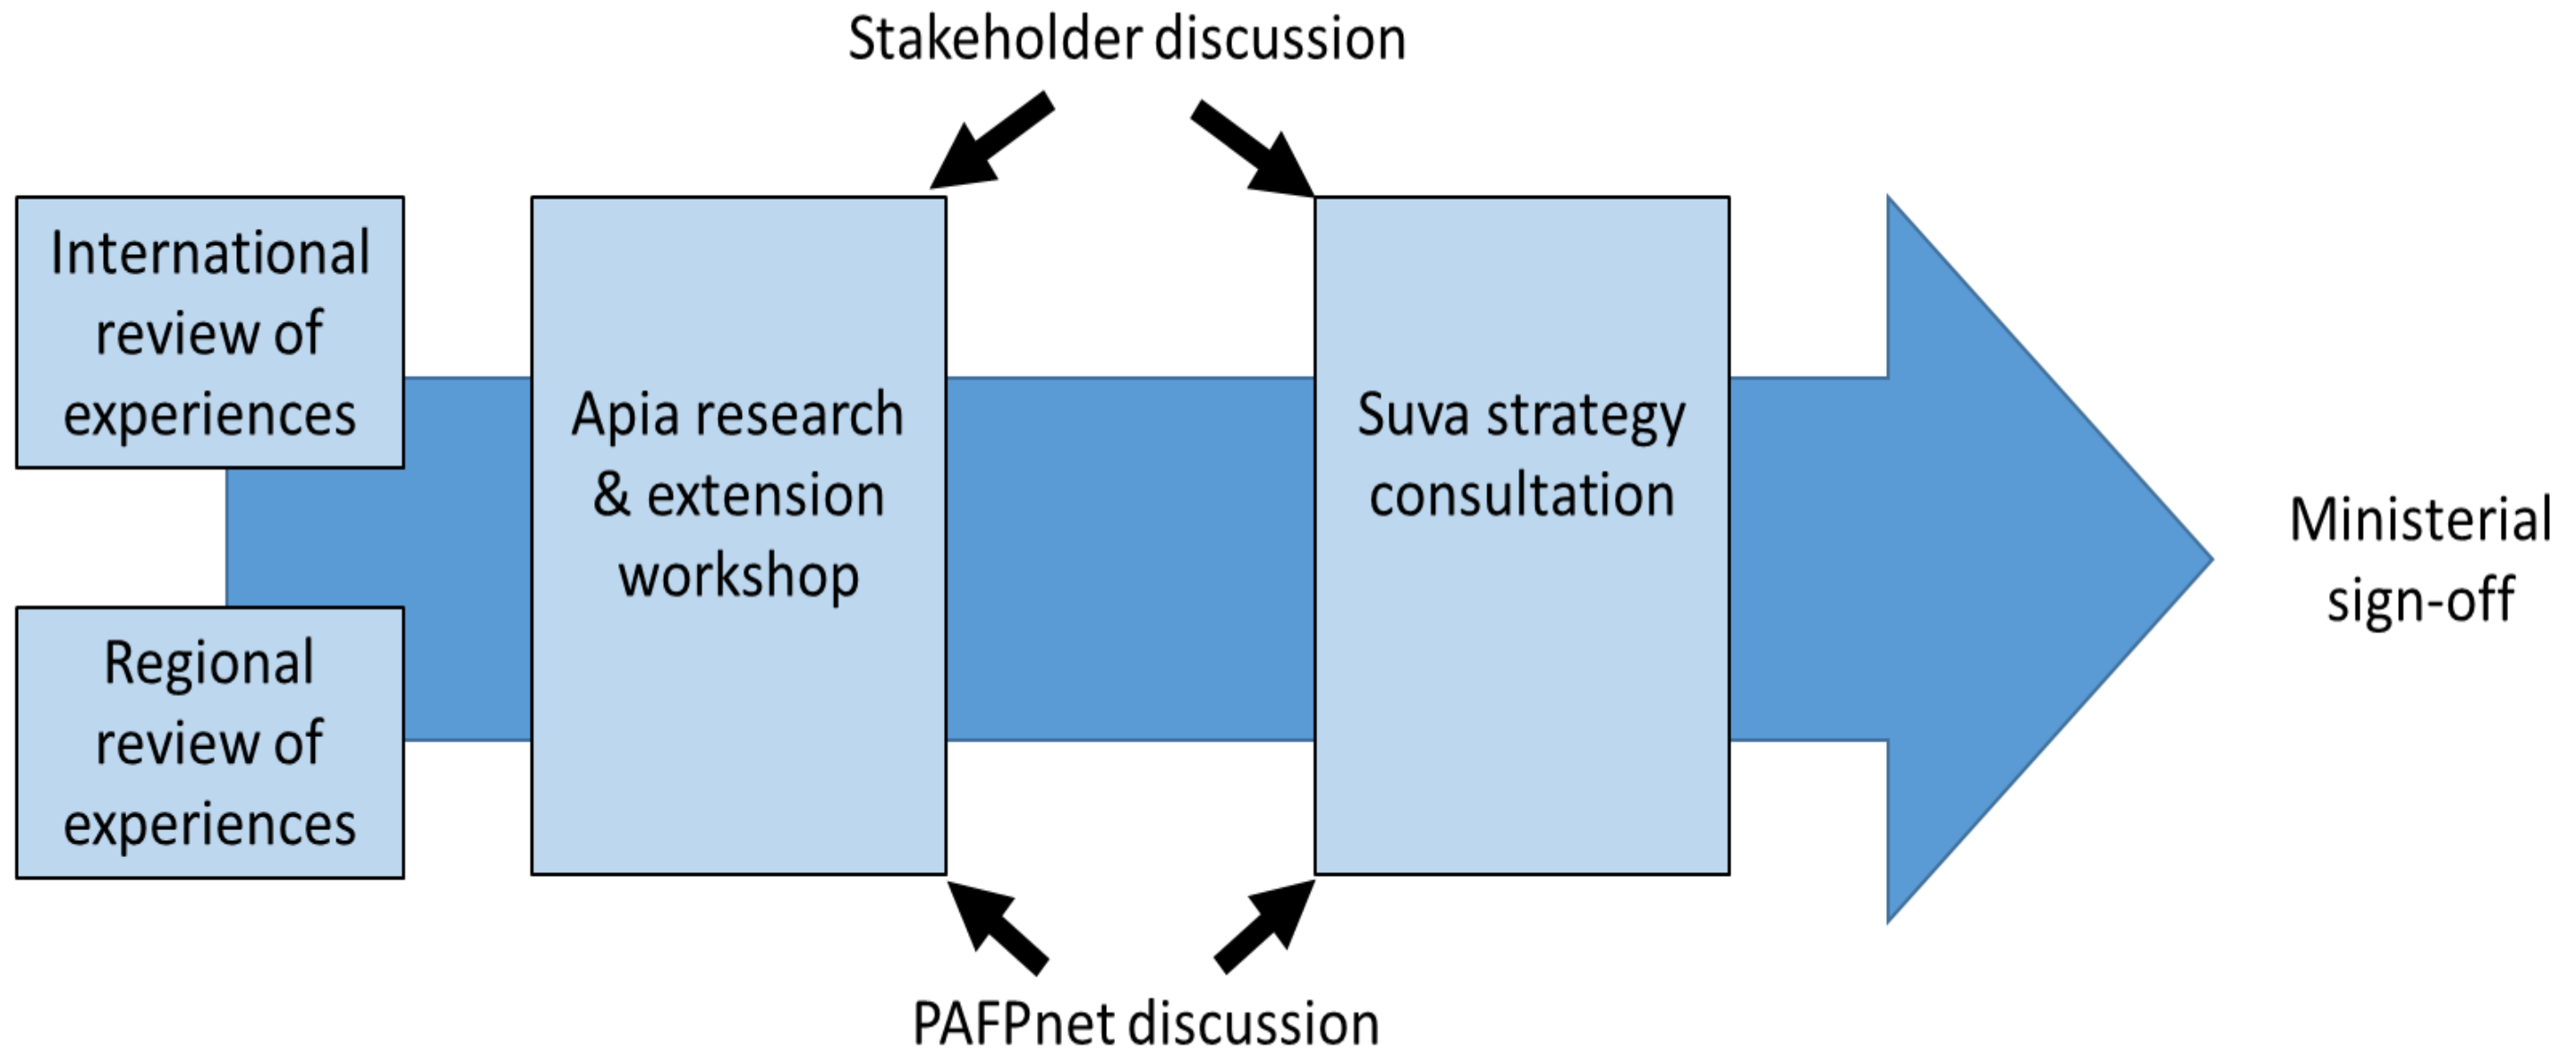 Stakeholder discussion
International
review of
experiences
Regional
review of
experiences
Apia research
& extension
workshop
Suva strategy
consultation
Ministerial
sign-off
PAFPnet discussion